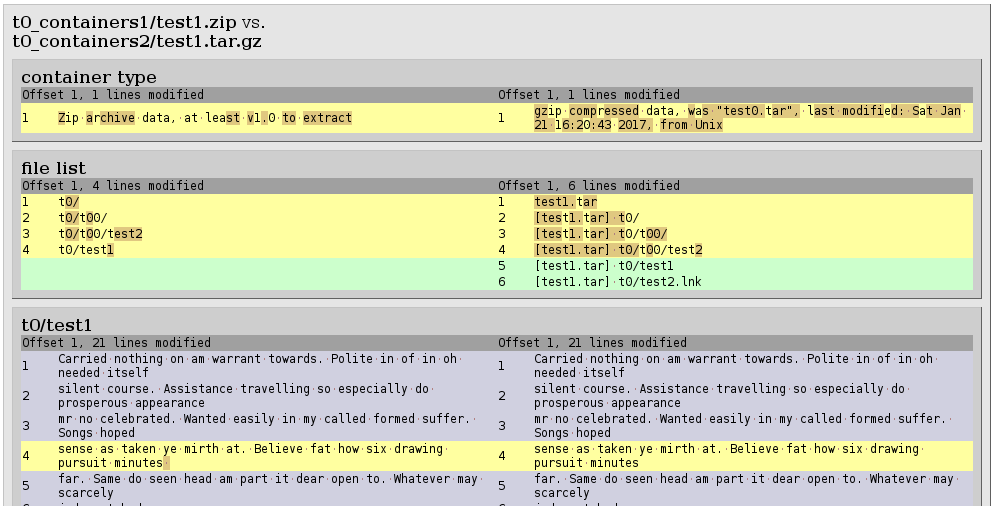 t0_containers1/test1.zip vs.
t0_containers2/test1.tar.gz
container type
Offset 1, 1 lines modified
Offset 1, 1 lines modified
1 Zip·archive·data,·at·least·v1.0·to·extract
1 gzip·compressed·data,·was·"test0.tar",·last·modified:·Sat·Jan·
21·16:20:43·2017,·from·Unix
file list
Offset 1, 4 lines modified
Offset 1, 6 lines modified
1 t0/
1 test1.tar
2 t0/t00/
2 [test1.tar]·t0/
3 t0/t00/test2
3 [test1.tar]·t0/t00/
4 t0/test1
4 [test1.tar]·t0/t00/test2
5 [test1.tar]·t0/test1
6 [test1.tar]·t0/test2.lnk
t0/test1
Offset 1, 21 lines modified
Offset 1, 21 lines modified
1 Carried·nothing·on·am·warrant·towards.·Polite·in·of·in·oh·
needed·itself
1 Carried·nothing·on·am·warrant·towards.·Polite·in·of·in·oh·
needed·itself
2 silent·course.·Assistance·travelling·so·especially·do·
prosperous·appearance
2 silent·course.·Assistance·travelling·so·especially·do·
prosperous·appearance
3 mr·no·celebrated.·Wanted·easily·in·my·called·formed·suffer.·
Songs·hoped
3 mr·no·celebrated.·Wanted·easily·in·my·called·formed·suffer.·
Songs·hoped
4 sense·as·taken·ye·mirth·at.·Believe·fat·how·six·drawing·
pursuit·minutes·
4 sense·as·taken·ye·mirth·at.·Believe·fat·how·six·drawing·
pursuit·minutes
5 far.·Same·do·seen·head·am·part·it·dear·open·to.·Whatever·may·
scarcely
5 far.·Same·do·seen·head·am·part·it·dear·open·to.·Whatever·may·
scarcely